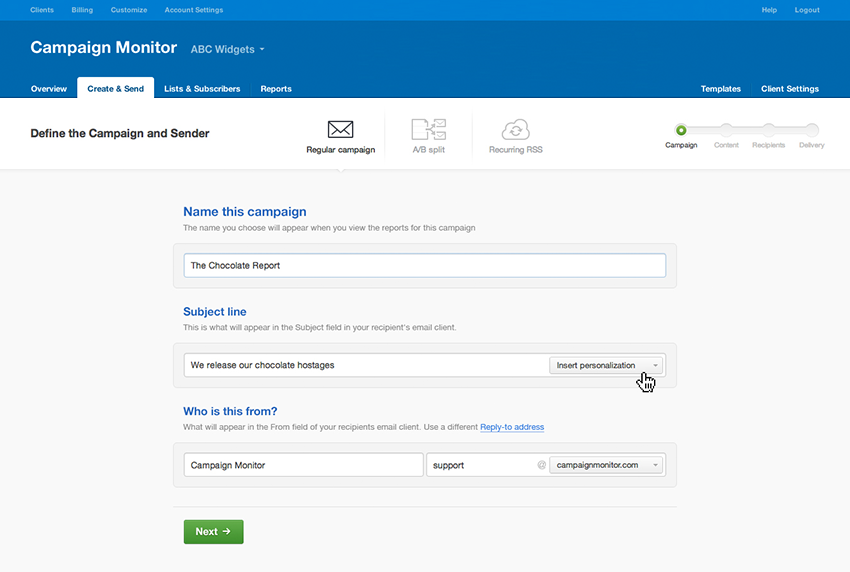 Clients Billing Customize Account Settings Help Logout
Campaign Monitor ABC Widgets
Overview Create & Send Lists & Subscribers Reports Templates Client Settings
Define the Campaign and Sender
Regular campaign A/B split Recurring RSS
Campaign Content Recipients Delivery
Name this campaign
The name you choose will appear when you view the reports for this campaign
The Chocolate Report
Subject line
This is what will appear in the Subject field in your recipient's email client.
We release our chocolate hostages Insert personalization
Who is this from?
What will appear in the From field of your recipients email client. Use a different Reply-to address
Campaign Monitor support @ campaignmonitor.com
Next →